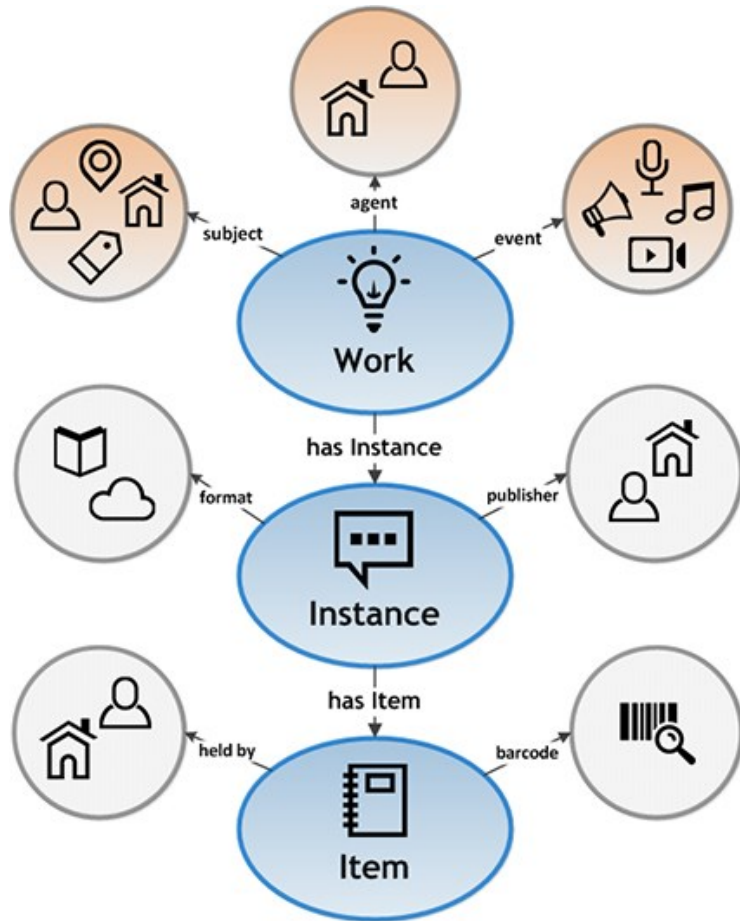 agent
subject
event
Work
has Instance
format
publisher
Instance
has Item
held by
barcode
Item